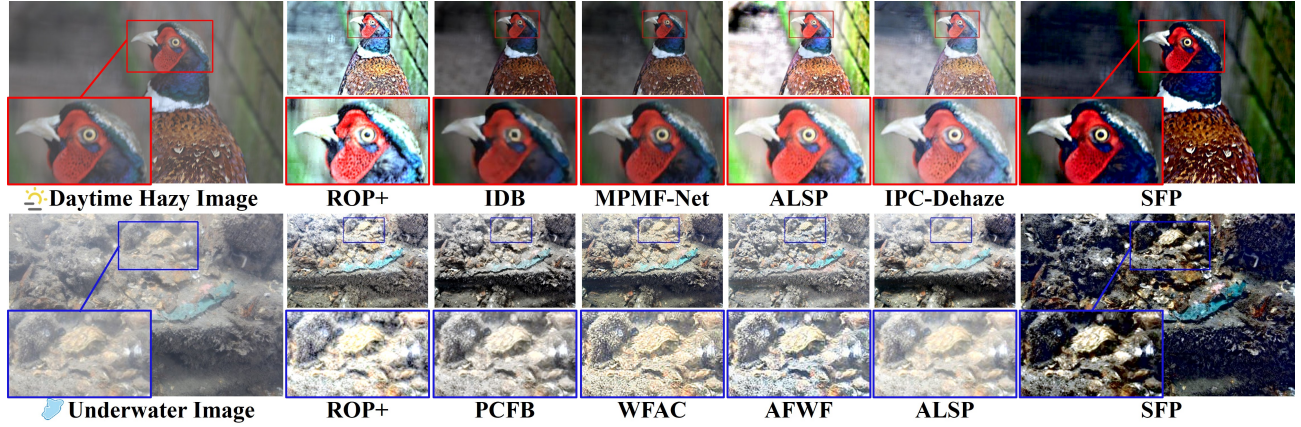 Daytime Hazy Image ROP+ IDB MPMF-Net ALSP IPC-Dehaze SFP
Underwater Image ROP+ PCFB WFAC AFWF ALSP SFP